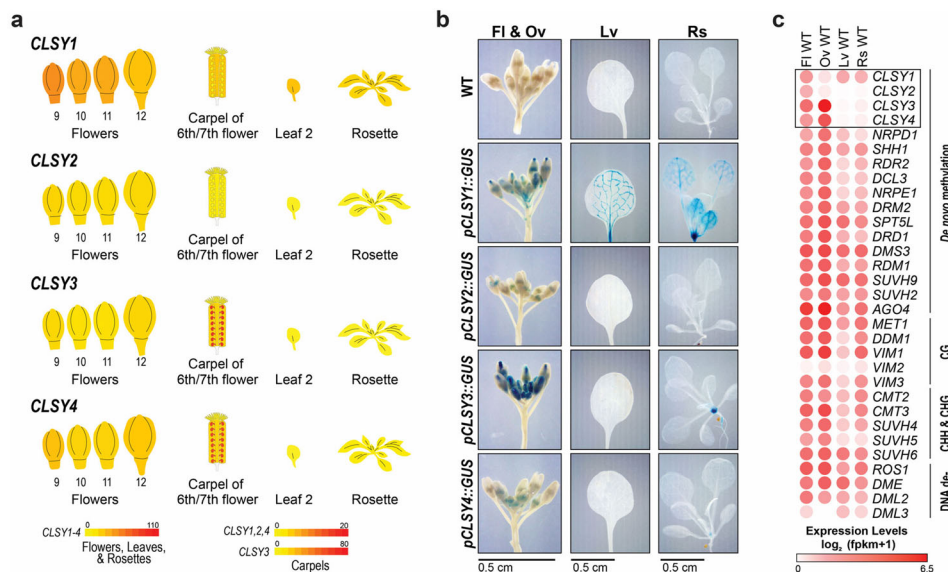 a
CLSY1
9 10 11 12
Flowers
Carpel of
6th/7th flower
Leaf 2
Rosette
CLSY2
9 10 11 12
Flowers
Carpel of
6th/7th flower
Leaf 2
Rosette
CLSY3
9 10 11 12
Flowers
Carpel of
6th/7th flower
Leaf 2
Rosette
CLSY4
9 10 11 12
Flowers
Carpel of
6th/7th flower
Leaf 2
Rosette
0 110
CLSY1-4
Flowers, Leaves,
& Rosettes
0 20
CLSY1,2,4
0 80
CLSY3
Carpels
b
Fl & Ov Lv Rs
WT
pCLSY1::GUS
pCLSY2::GUS
pCLSY3::GUS
pCLSY4::GUS
0.5 cm 0.5 cm
c
Fl WT
Ov WT
Lv WT
Rs WT
CLSY1
CLSY2
CLSY3
CLSY4
NRPD1
SHH1
RDR2
DCL3
NRPE1
DRM2
SPT5L
DRD1
DMS3
RDM1
SUVH9
SUVH2
AGO4
MET1
DDM1
VIM1
VIM2
VIM3
CMT2
CMT3
SUVH4
SUVH5
SUVH6
ROS1
DME
DML2
DML3
De novo methylation
CG
CHH & CHG
DNA de-
Expression Levels
log₂ (fpkm+1)
0 6.5